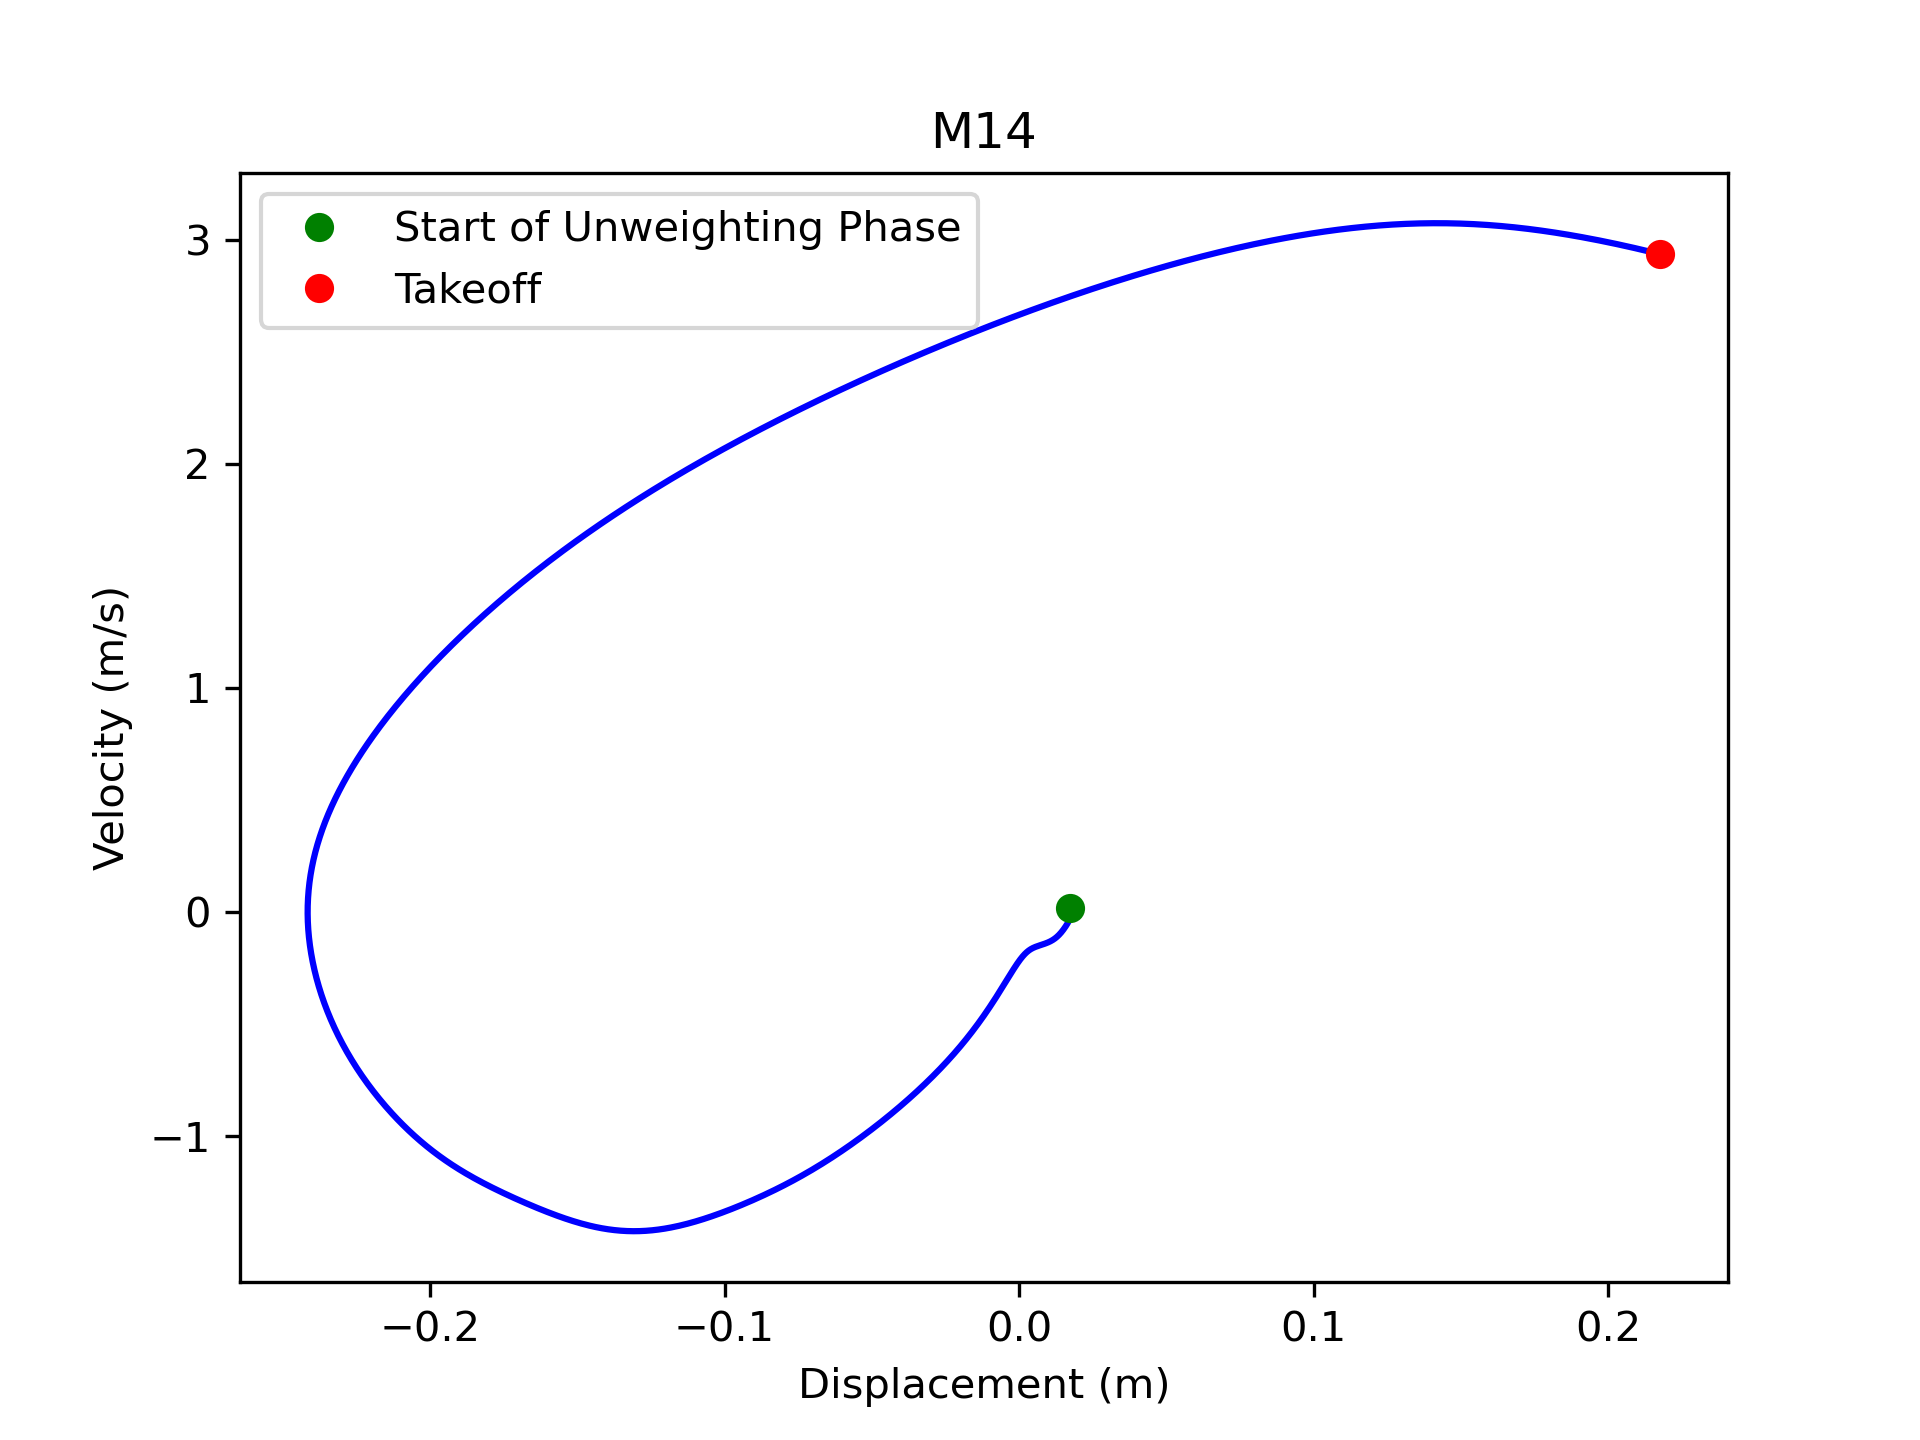 M14
Start of Unweighting Phase
Takeoff
3
2
1
0
−1
Velocity (m/s)
−0.2 −0.1 0.0 0.1 0.2
Displacement (m)